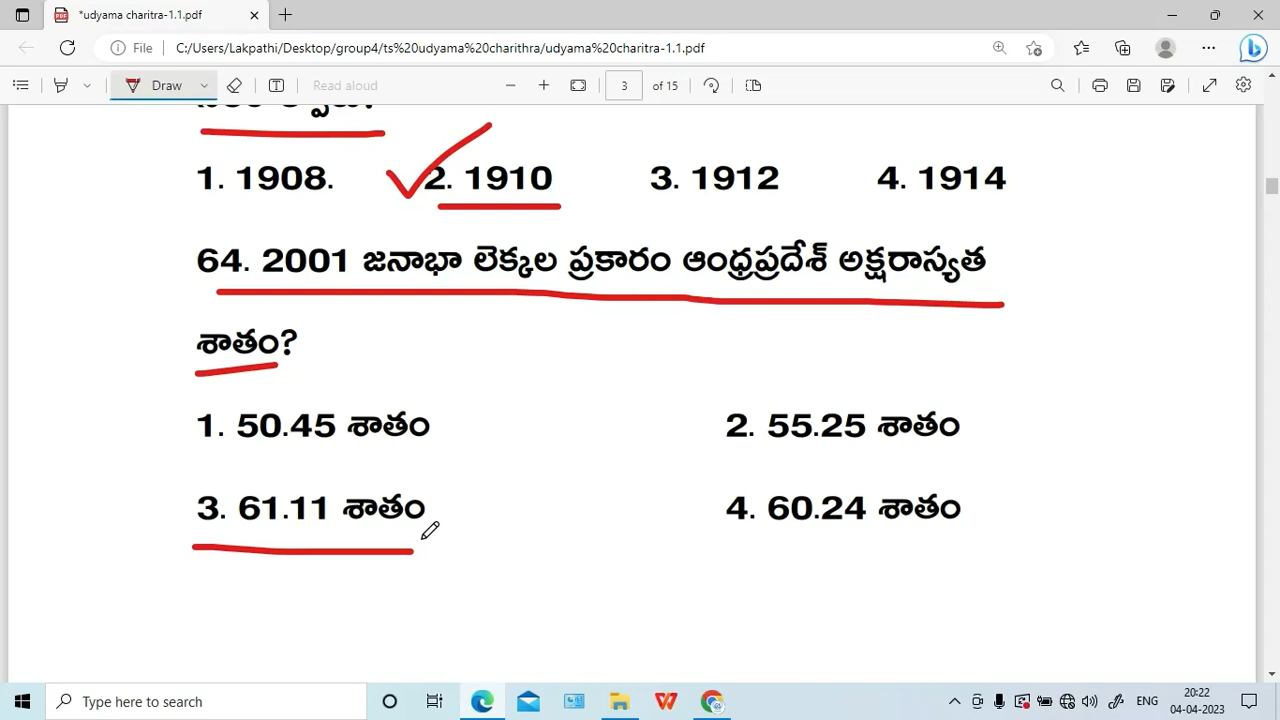 *udyama charitra-1.1.pdf
File C:/Users/Lakpathi/Desktop/group4/ts%20udyama%20charithra/udyama%20charitra-1.1.pdf
Draw Read aloud 3 of 15
1. 1908. 2. 1910 3. 1912 4. 1914
64. 2001 జనాభా లెక్కల ప్రకారం ఆంధ్రప్రదేశ్ అక్షరాస్యత
శాతం?
1. 50.45 శాతం 2. 55.25 శాతం
3. 61.11 శాతం 4. 60.24 శాతం
Type here to search ENG 20:22
04-04-2023